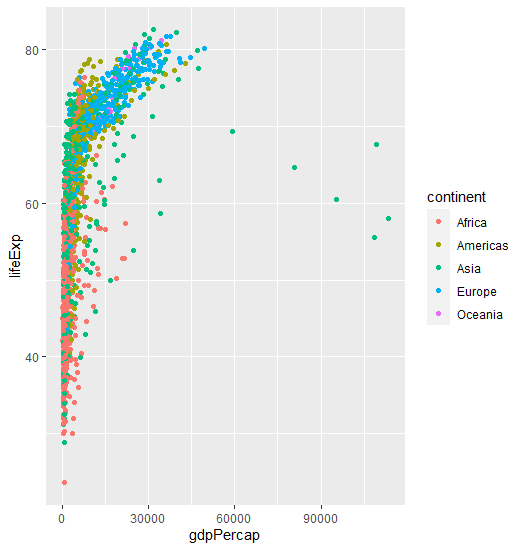 80
60
40
lifeExp
0 30000 60000 90000
gdpPercap
continent
Africa
Americas
Asia
Europe
Oceania